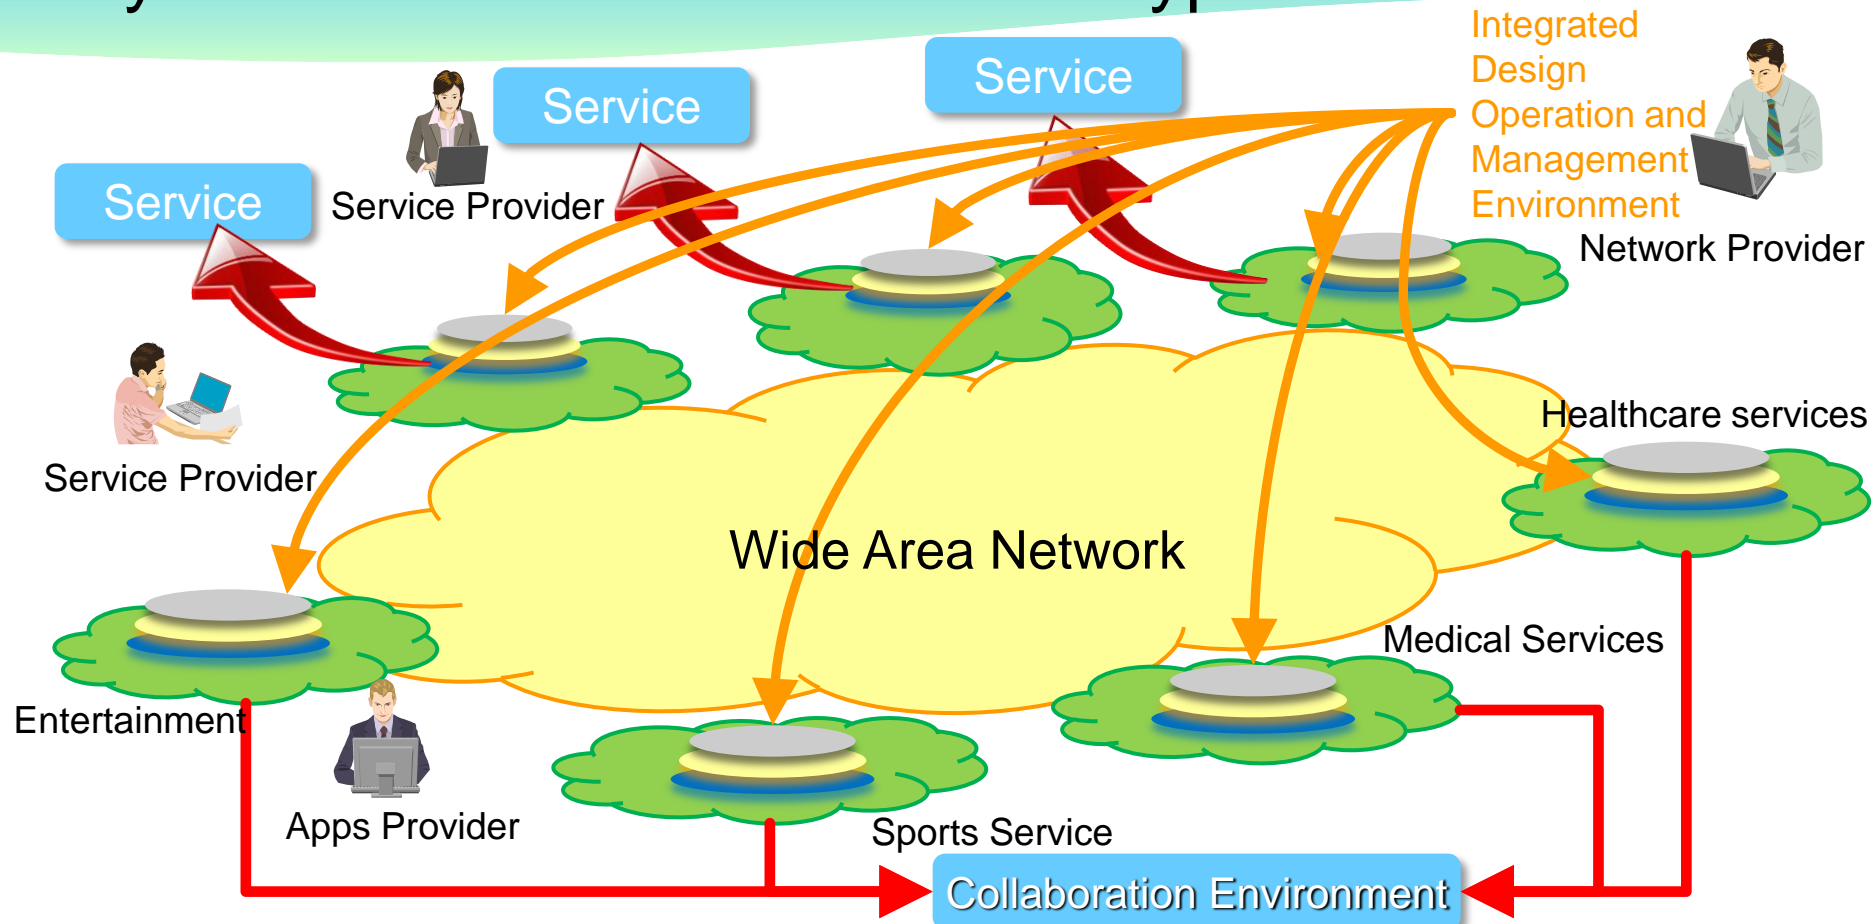 Integrated
Design
Operation and
Management
Environment
Service
Service
Service
Service Provider
Network Provider
Service Provider
Healthcare services
Wide Area Network
Medical Services
Entertainment
Apps Provider
Sports Service
Collaboration Environment